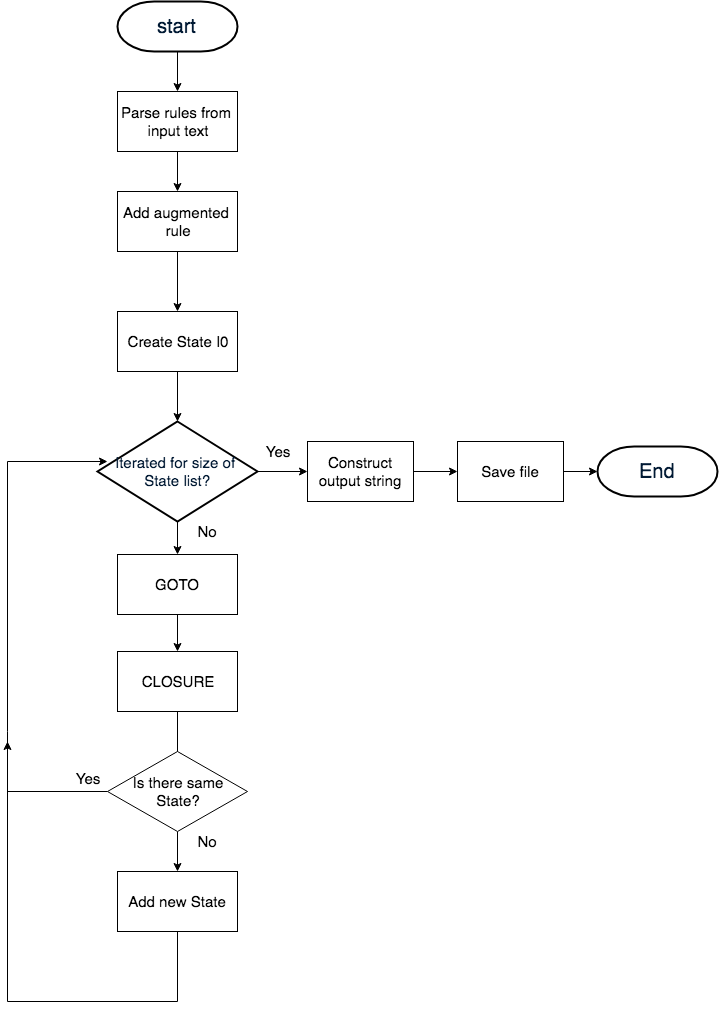 start
Parse rules from
input text
Add augmented
rule
Create State I0
Iterated for size of
State list?
Yes
Construct
output string
Save file
End
No
GOTO
CLOSURE
Is there same
State?
Yes
No
Add new State